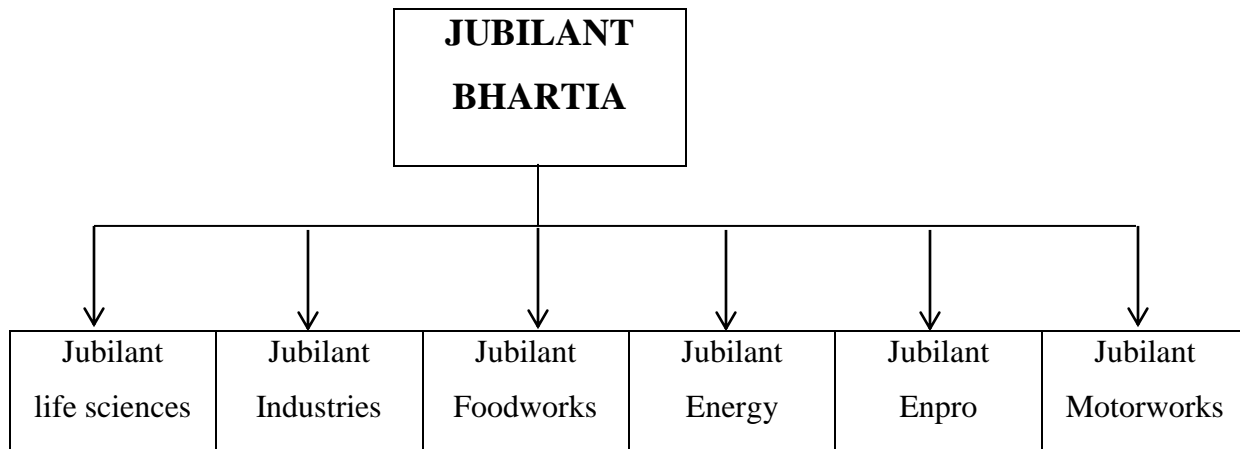 JUBILANT
BHARTIA
Jubilant
life sciences
Jubilant
Industries
Jubilant
Foodworks
Jubilant
Energy
Jubilant
Enpro
Jubilant
Motorworks